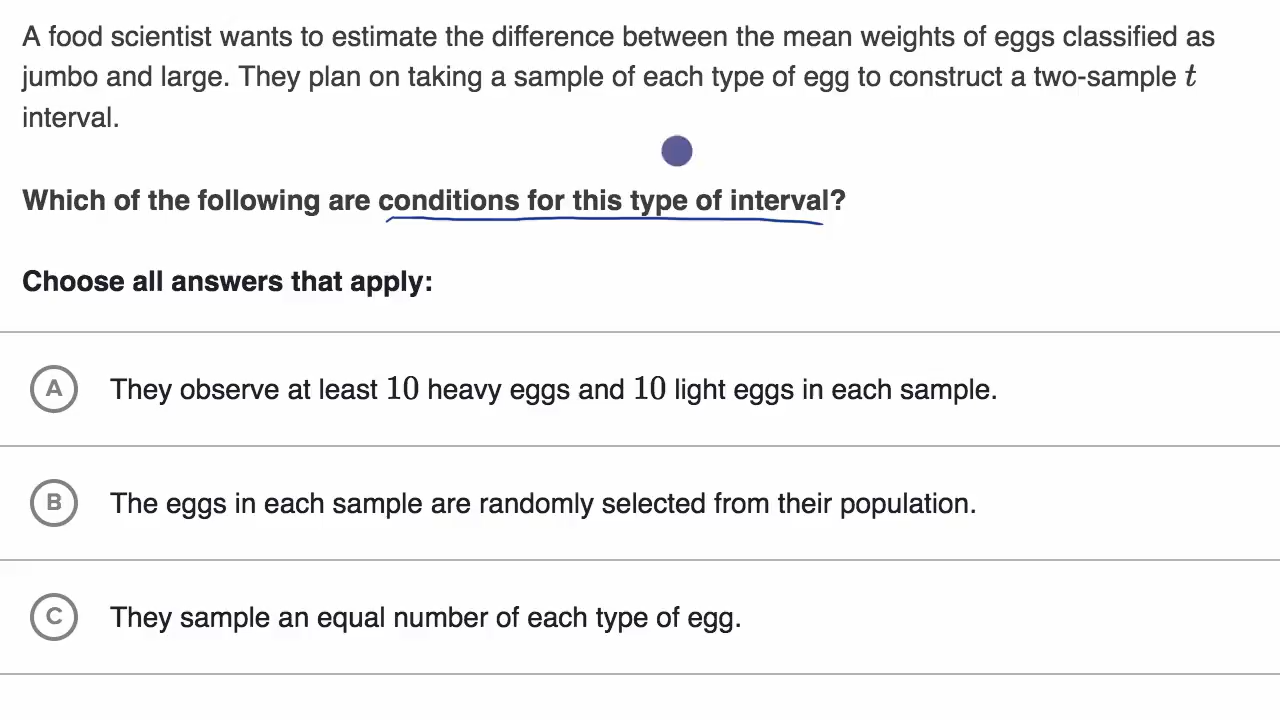 A food scientist wants to estimate the difference between the mean weights of eggs classified as
jumbo and large. They plan on taking a sample of each type of egg to construct a two-sample t
interval.
Which of the following are conditions for this type of interval?
Choose all answers that apply:
A They observe at least 10 heavy eggs and 10 light eggs in each sample.
B The eggs in each sample are randomly selected from their population.
C They sample an equal number of each type of egg.